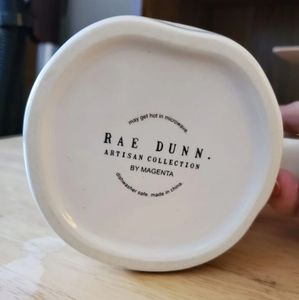 may get hot in microwave
RAE DUNN.
ARTISAN COLLECTION
BY MAGENTA
dishwasher safe. made in china.